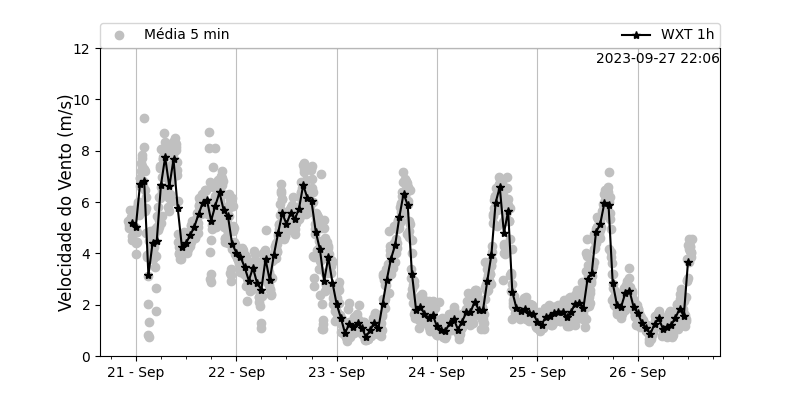 Média 5 min
WXT 1h
2023-09-27 22:06
Velocidade do Vento (m/s)
12
10
8
6
4
2
0
21 - Sep
22 - Sep
23 - Sep
24 - Sep
25 - Sep
26 - Sep